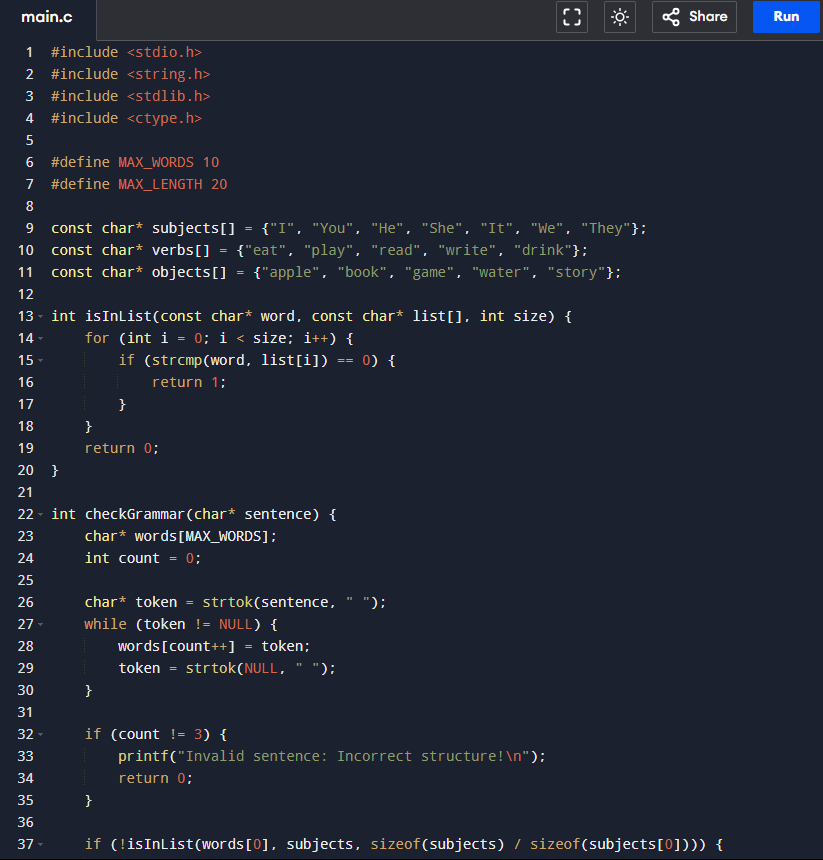 main.c
Share
Run
1 #include <stdio.h>
2 #include <string.h>
3 #include <stdlib.h>
4 #include <ctype.h>
5
6 #define MAX_WORDS 10
7 #define MAX_LENGTH 20
8
9 const char* subjects[] = {"I", "You", "He", "She", "It", "We", "They"};
10 const char* verbs[] = {"eat", "play", "read", "write", "drink"};
11 const char* objects[] = {"apple", "book", "game", "water", "story"};
12
13 int isInList(const char* word, const char* list[], int size) {
14     for (int i = 0; i < size; i++) {
15         if (strcmp(word, list[i]) == 0) {
16             return 1;
17         }
18     }
19     return 0;
20 }
21
22 int checkGrammar(char* sentence) {
23     char* words[MAX_WORDS];
24     int count = 0;
25
26     char* token = strtok(sentence, " ");
27     while (token != NULL) {
28         words[count++] = token;
29         token = strtok(NULL, " ");
30     }
31
32     if (count != 3) {
33         printf("Invalid sentence: Incorrect structure!\n");
34         return 0;
35     }
36
37     if (!isInList(words[0], subjects, sizeof(subjects) / sizeof(subjects[0]))) {